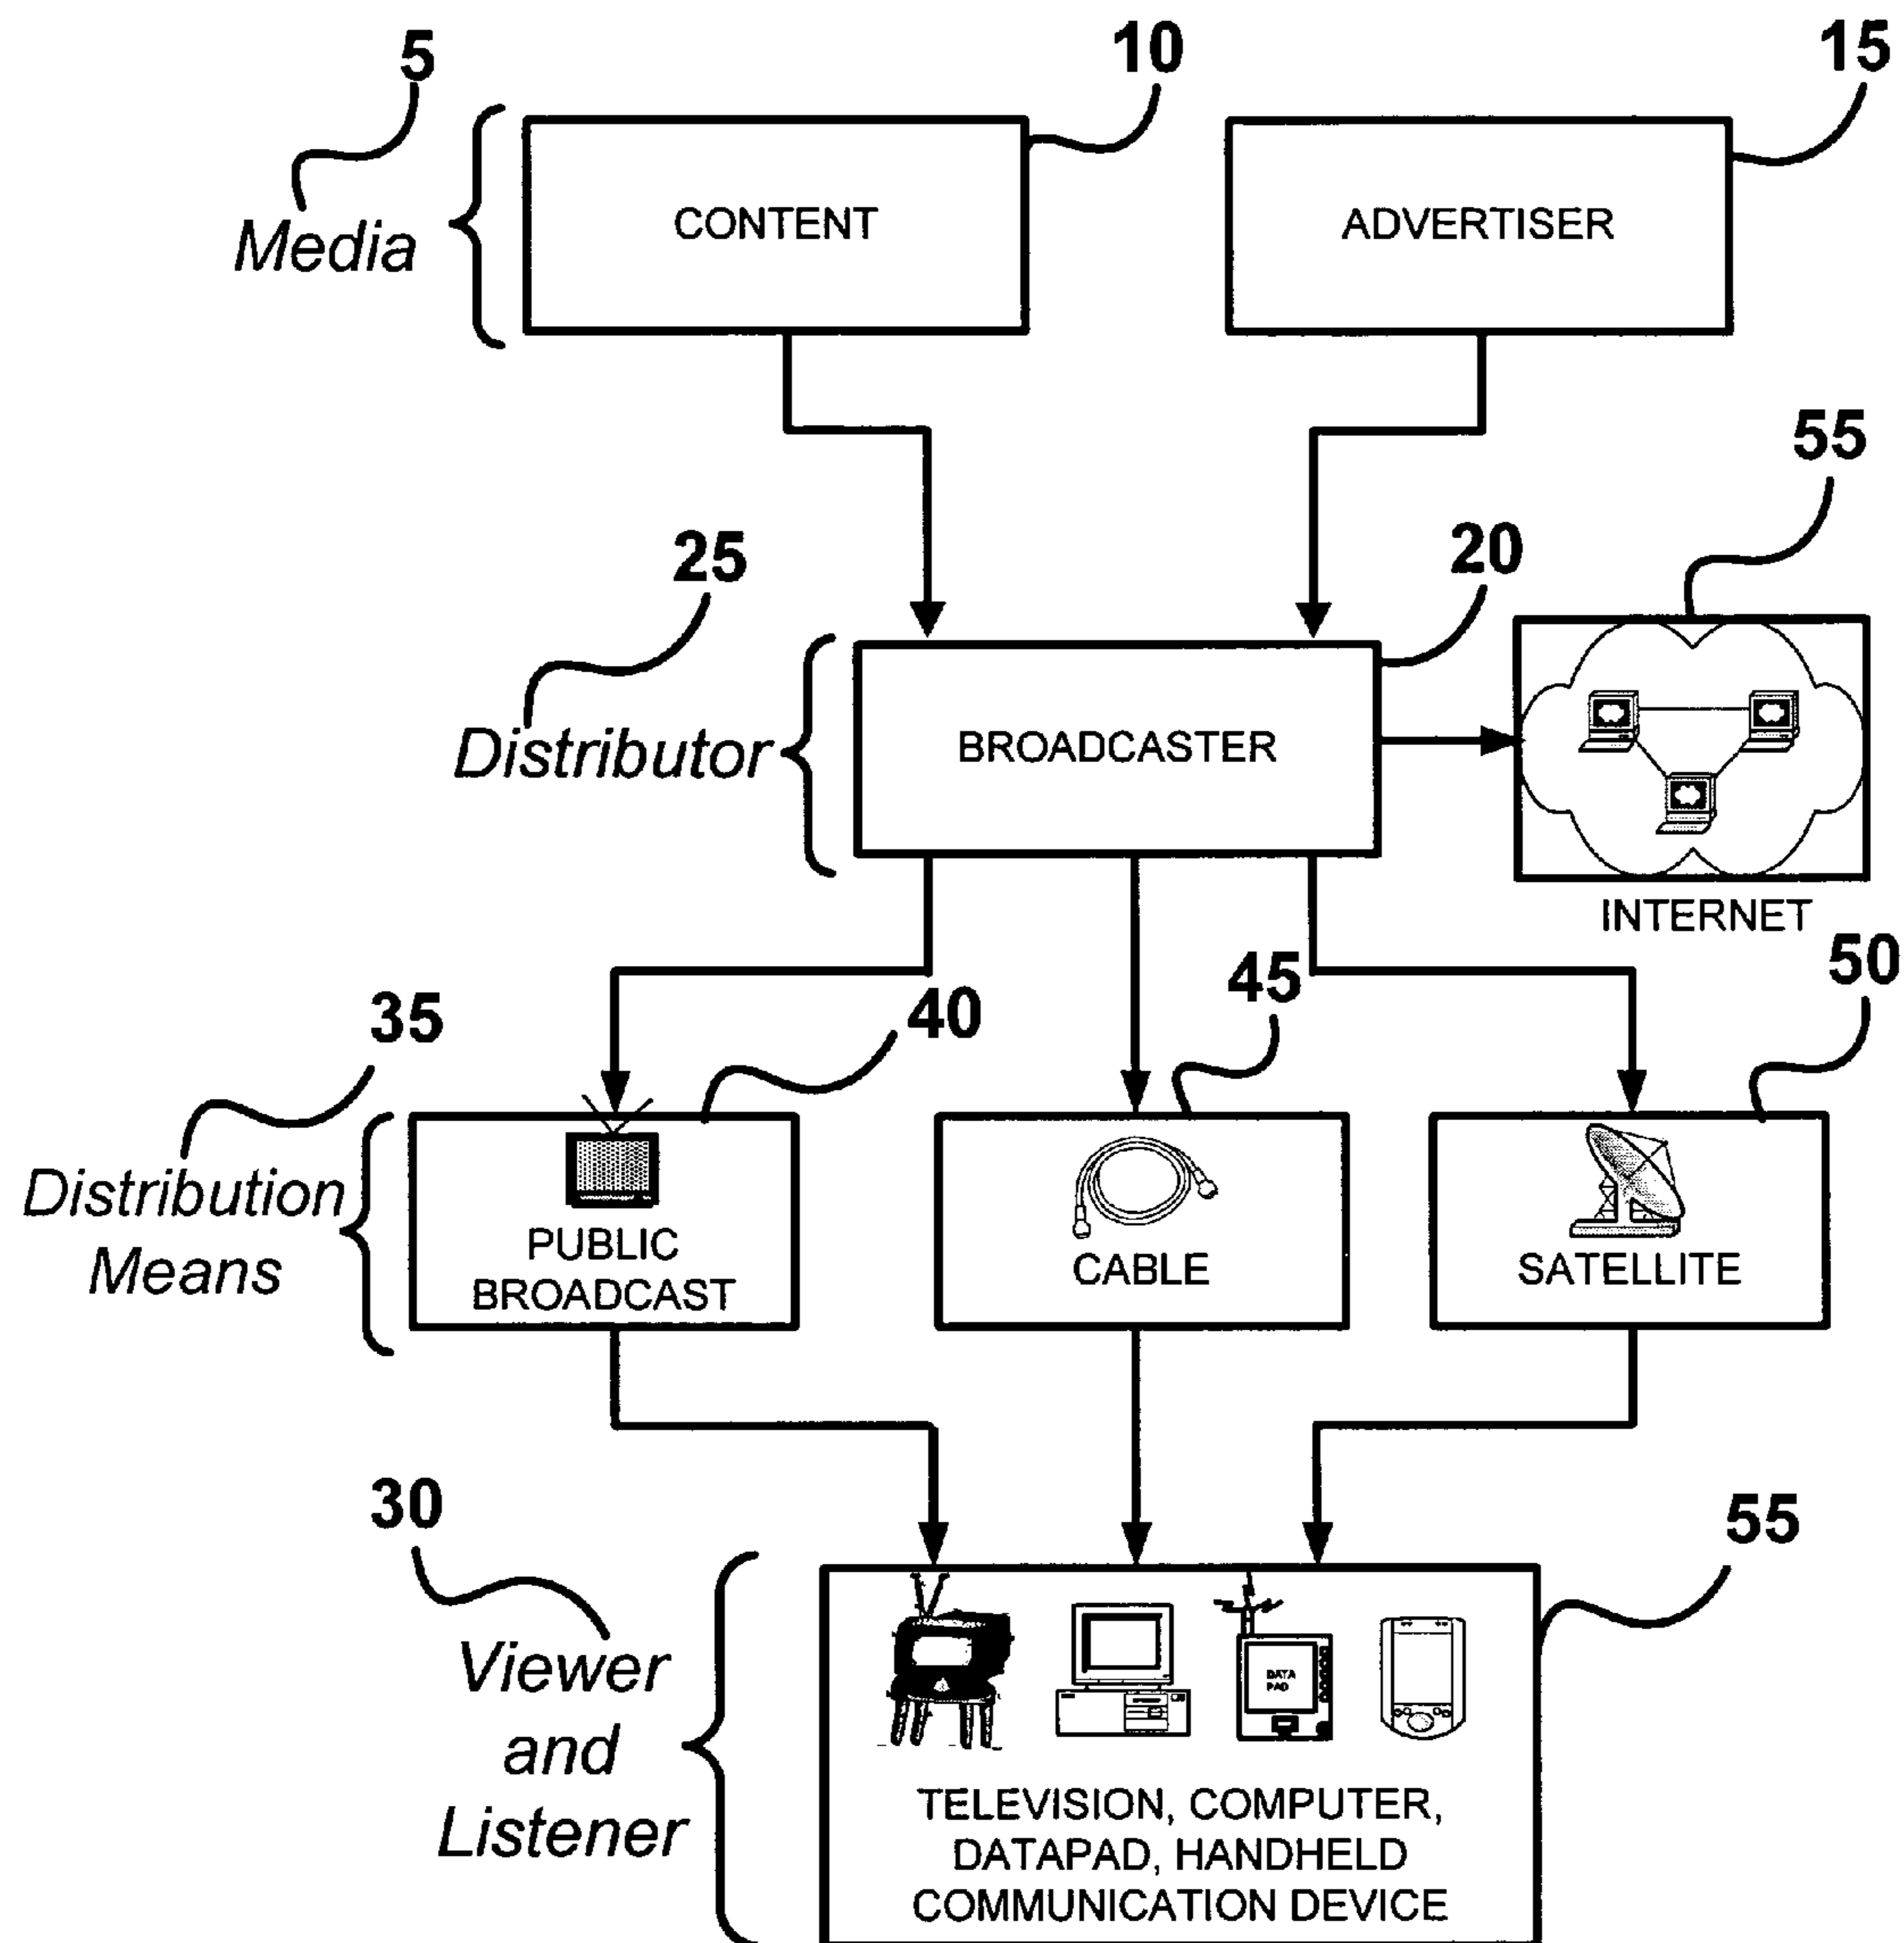 5
10
15
Media
CONTENT
ADVERTISER
55
25
20
Distributor
BROADCASTER
INTERNET
45
50
35
40
Distribution
Means
PUBLIC
BROADCAST
CABLE
SATELLITE
30
55
Viewer
and
Listener
DATA
PAD
TELEVISION, COMPUTER,
DATAPAD, HANDHELD
COMMUNICATION DEVICE